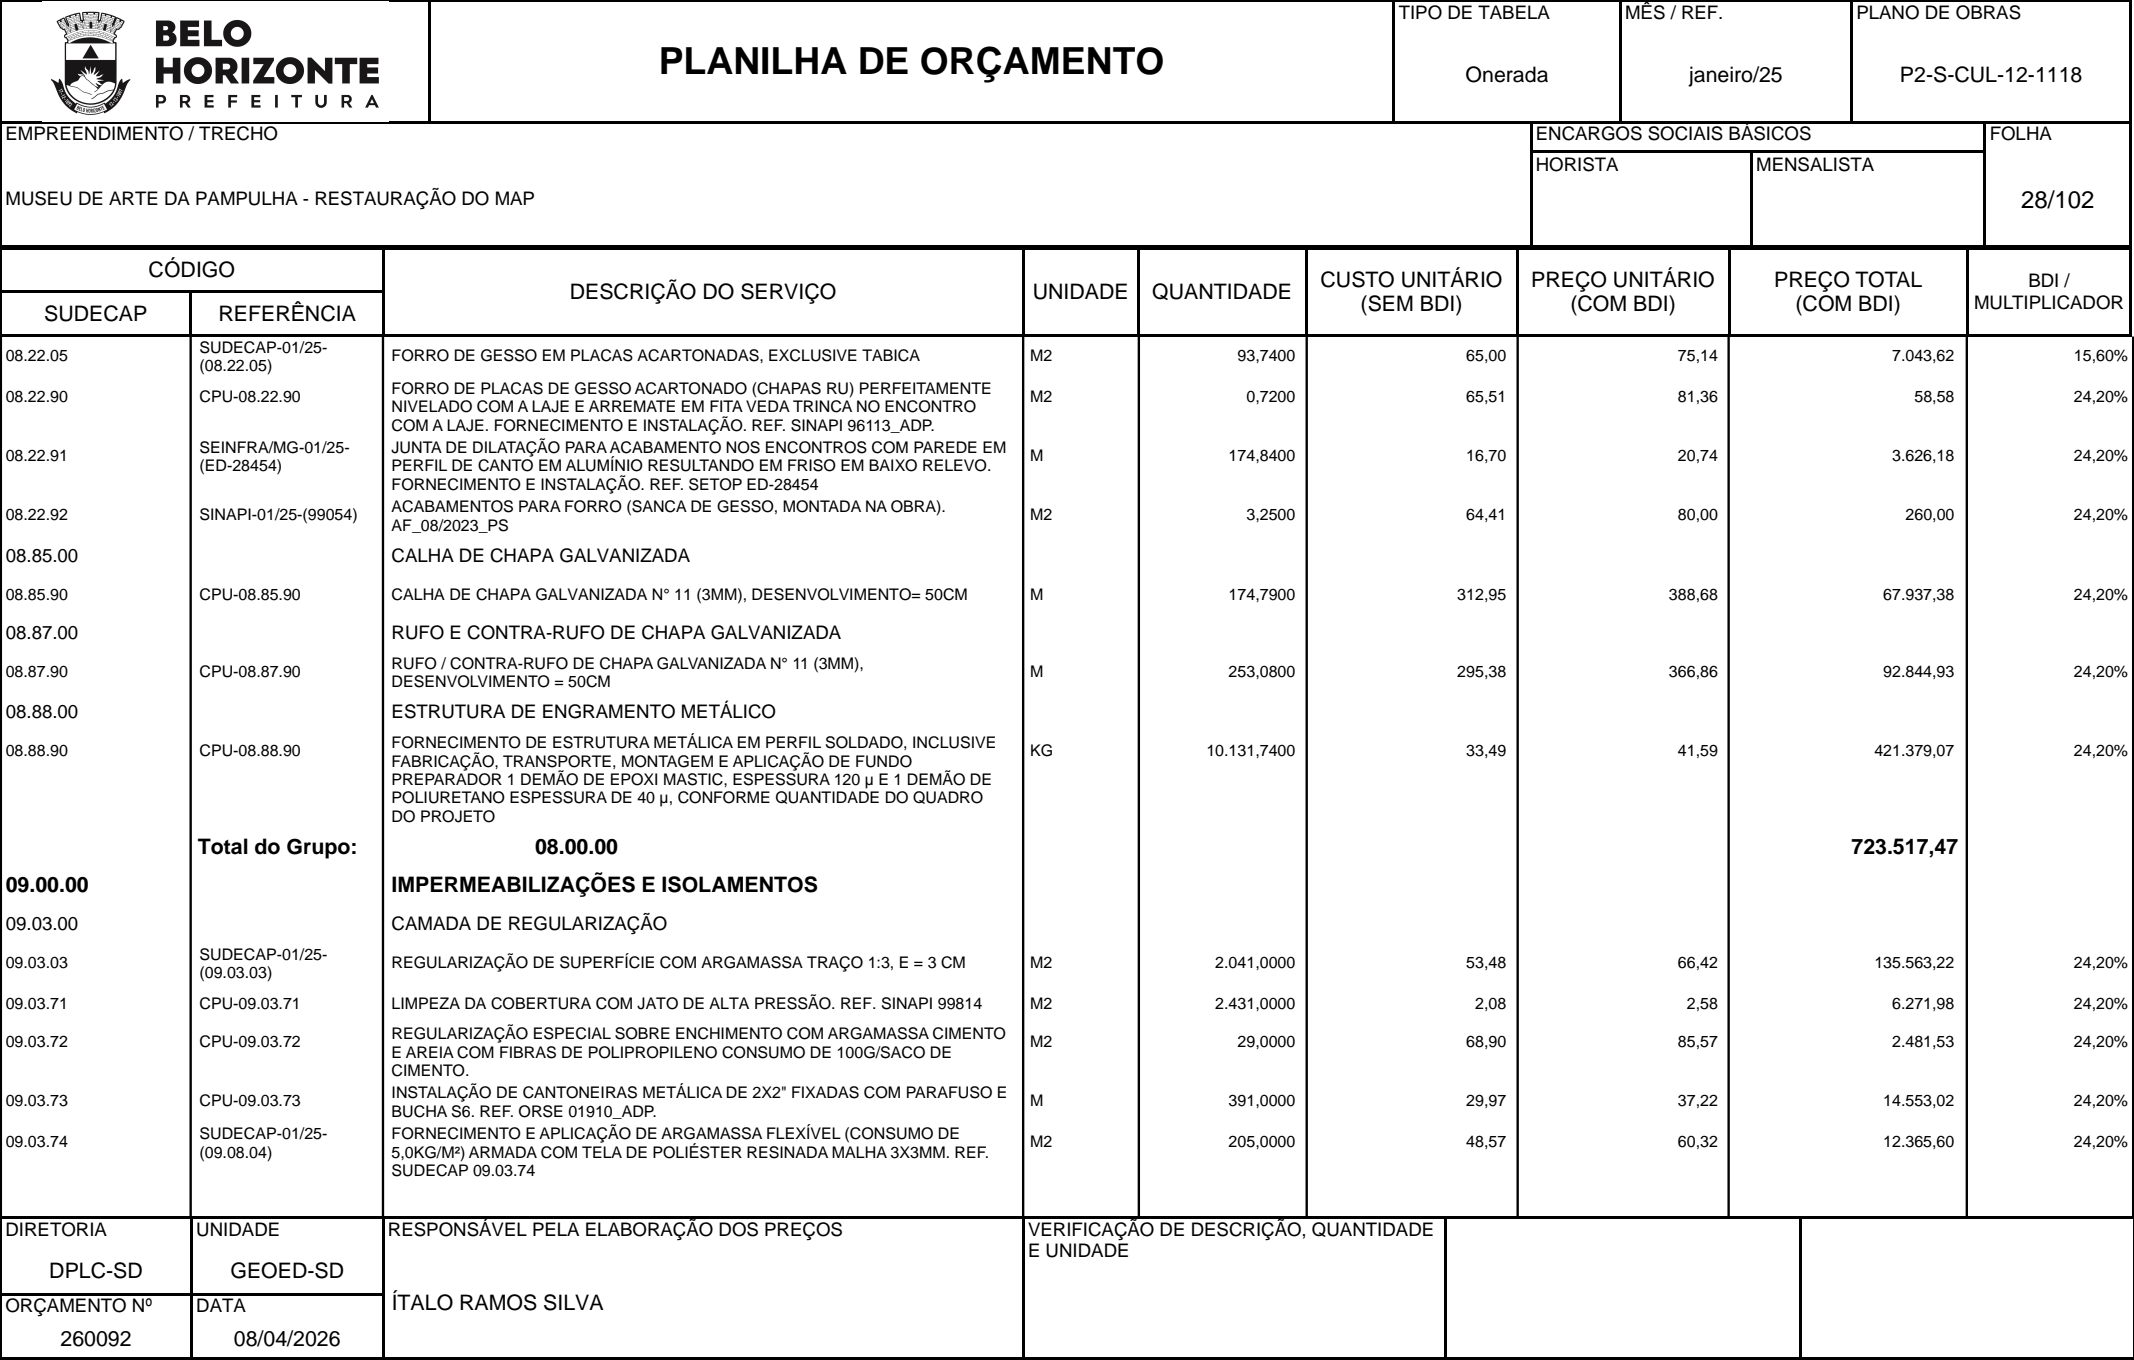 BELO
HORIZONTE
PREFEITURA
PLANILHA DE ORÇAMENTO
TIPO DE TABELA
Onerada
MÊS / REF.
janeiro/25
PLANO DE OBRAS
P2-S-CUL-12-1118
EMPREENDIMENTO / TRECHO
MUSEU DE ARTE DA PAMPULHA - RESTAURAÇÃO DO MAP
ENCARGOS SOCIAIS BÁSICOS
HORISTA
MENSALISTA
FOLHA
28/102
CÓDIGO
SUDECAP
REFERÊNCIA
DESCRIÇÃO DO SERVIÇO
UNIDADE
QUANTIDADE
CUSTO UNITÁRIO
(SEM BDI)
PREÇO UNITÁRIO
(COM BDI)
PREÇO TOTAL
(COM BDI)
BDI /
MULTIPLICADOR
08.22.05
SUDECAP-01/25-
(08.22.05)
FORRO DE GESSO EM PLACAS ACARTONADAS, EXCLUSIVE TABICA
M2 93,7400 65,00 75,14 7.043,62 15,60%
08.22.90 CPU-08.22.90
FORRO DE PLACAS DE GESSO ACARTONADO (CHAPAS RU) PERFEITAMENTE
NIVELADO COM A LAJE E ARREMATE EM FITA VEDA TRINCA NO ENCONTRO
COM A LAJE. FORNECIMENTO E INSTALAÇÃO. REF. SINAPI 96113_ADP.
M2 0,7200 65,51 81,36 58,58 24,20%
08.22.91
SEINFRA/MG-01/25-
(ED-28454)
JUNTA DE DILATAÇÃO PARA ACABAMENTO NOS ENCONTROS COM PAREDE EM
PERFIL DE CANTO EM ALUMÍNIO RESULTANDO EM FRISO EM BAIXO RELEVO.
FORNECIMENTO E INSTALAÇÃO. REF. SETOP ED-28454
M 174,8400 16,70 20,74 3.626,18 24,20%
08.22.92 SINAPI-01/25-(99054)
ACABAMENTOS PARA FORRO (SANCA DE GESSO, MONTADA NA OBRA).
AF_08/2023_PS
M2 3,2500 64,41 80,00 260,00 24,20%
08.85.00 CALHA DE CHAPA GALVANIZADA
08.85.90 CPU-08.85.90 CALHA DE CHAPA GALVANIZADA N° 11 (3MM), DESENVOLVIMENTO= 50CM M 174,7900 312,95 388,68 67.937,38 24,20%
08.87.00 RUFO E CONTRA-RUFO DE CHAPA GALVANIZADA
08.87.90 CPU-08.87.90
RUFO / CONTRA-RUFO DE CHAPA GALVANIZADA N° 11 (3MM),
DESENVOLVIMENTO = 50CM
M 253,0800 295,38 366,86 92.844,93 24,20%
08.88.00 ESTRUTURA DE ENGRAMENTO METÁLICO
08.88.90 CPU-08.88.90
FORNECIMENTO DE ESTRUTURA METÁLICA EM PERFIL SOLDADO, INCLUSIVE
FABRICAÇÃO, TRANSPORTE, MONTAGEM E APLICAÇÃO DE FUNDO
PREPARADOR 1 DEMÃO DE EPOXI MASTIC, ESPESSURA 120 µ E 1 DEMÃO DE
POLIURETANO ESPESSURA DE 40 µ, CONFORME QUANTIDADE DO QUADRO
DO PROJETO
KG 10.131,7400 33,49 41,59 421.379,07 24,20%
Total do Grupo: 08.00.00 723.517,47
09.00.00 IMPERMEABILIZAÇÕES E ISOLAMENTOS
09.03.00 CAMADA DE REGULARIZAÇÃO
09.03.03
SUDECAP-01/25-
(09.03.03)
REGULARIZAÇÃO DE SUPERFÍCIE COM ARGAMASSA TRAÇO 1:3, E = 3 CM
M2 2.041,0000 53,48 66,42 135.563,22 24,20%
09.03.71 CPU-09.03.71 LIMPEZA DA COBERTURA COM JATO DE ALTA PRESSÃO. REF. SINAPI 99814 M2 2.431,0000 2,08 2,58 6.271,98 24,20%
09.03.72 CPU-09.03.72
REGULARIZAÇÃO ESPECIAL SOBRE ENCHIMENTO COM ARGAMASSA CIMENTO
E AREIA COM FIBRAS DE POLIPROPILENO CONSUMO DE 100G/SACO DE
CIMENTO.
M2 29,0000 68,90 85,57 2.481,53 24,20%
09.03.73 CPU-09.03.73
INSTALAÇÃO DE CANTONEIRAS METÁLICA DE 2X2" FIXADAS COM PARAFUSO E
BUCHA S6. REF. ORSE 01910_ADP.
M 391,0000 29,97 37,22 14.553,02 24,20%
09.03.74
SUDECAP-01/25-
(09.08.04)
FORNECIMENTO E APLICAÇÃO DE ARGAMASSA FLEXÍVEL (CONSUMO DE
5,0KG/M²) ARMADA COM TELA DE POLIÉSTER RESINADA MALHA 3X3MM. REF.
SUDECAP 09.03.74
M2 205,0000 48,57 60,32 12.365,60 24,20%
DIRETORIA
DPLC-SD
UNIDADE
GEOED-SD
RESPONSÁVEL PELA ELABORAÇÃO DOS PREÇOS
ÍTALO RAMOS SILVA
VERIFICAÇÃO DE DESCRIÇÃO, QUANTIDADE
E UNIDADE
ORÇAMENTO Nº
260092
DATA
08/04/2026